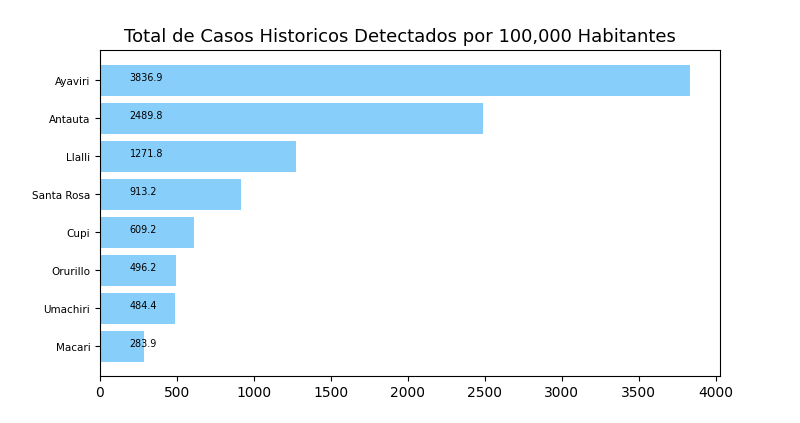 Total de Casos Historicos Detectados por 100,000 Habitantes
Ayaviri 3836.9
Antauta 2489.8
Llalli 1271.8
Santa Rosa 913.2
Cupi 609.2
Orurillo 496.2
Umachiri 484.4
Macari 283.9
0 500 1000 1500 2000 2500 3000 3500 4000